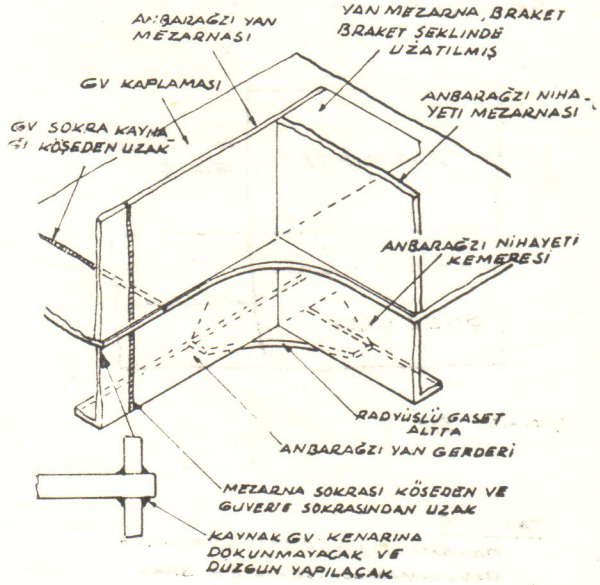 ANBARAĞZI YAN
MEZARNASI
YAN MEZARNA, BRAKET
BRAKET ŞEKLİNDE
UZATILMIŞ
GV KAPLAMASI
ANBARAĞZI NIHA-
YETİ MEZARNASI
GV SOKRA KAYNA
ĞI KÖŞEDEN UZAK
ANBARAĞZI NİHAYETİ
KEMERESİ
RADYÜSLÜ GASET
ALTTA
ANBARAĞZI YAN GERDERİ
MEZARNA SOKRASI KÖŞEDEN VE
GÜVERTE SOKRASINDAN UZAK
KAYNAK GV KENARINA
DOKUNMAYACAK VE
DÜZGÜN YAPILACAK